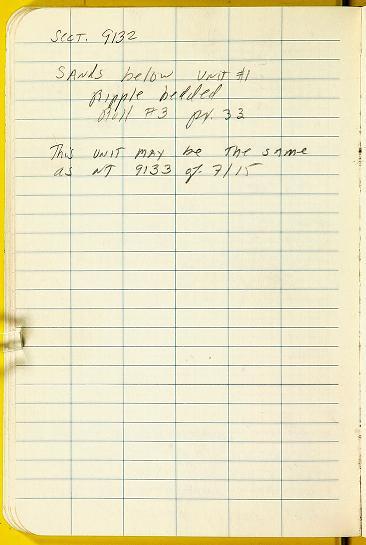 Sect. 9132
Sands below Unit #1
Ripple bedded
Roll #3 pr. 33
This unit may be the same
as NT 9133 of 7/15